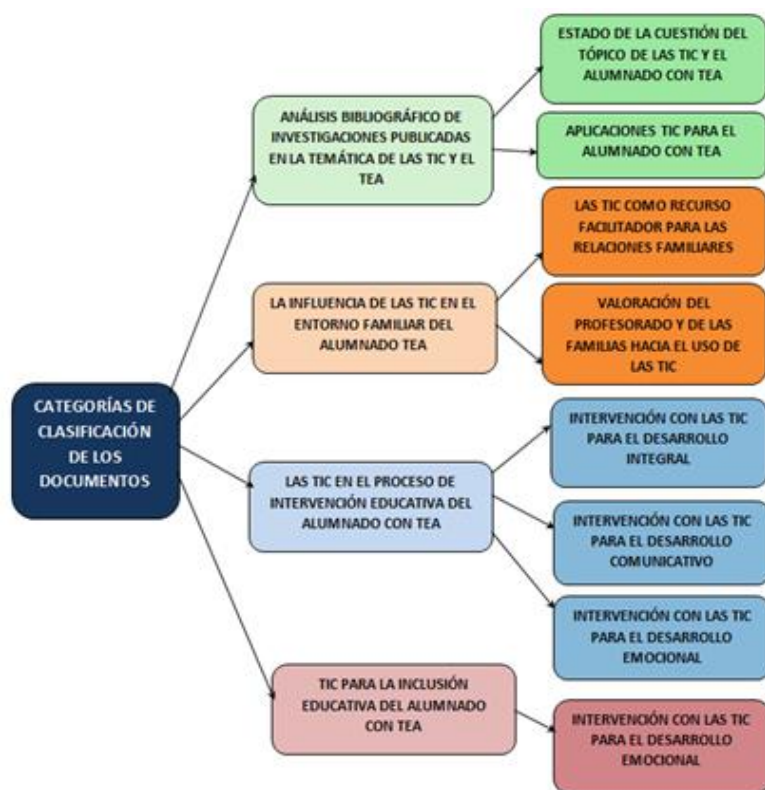 CATEGORÍAS DE
CLASIFICACIÓN
DE LOS
DOCUMENTOS
ANÁLISIS BIBLIOGRÁFICO DE
INVESTIGACIONES PUBLICADAS
EN LA TEMÁTICA DE LAS TIC Y EL
TEA
ESTADO DE LA CUESTIÓN DEL
TÓPICO DE LAS TIC Y EL
ALUMNADO CON TEA
APLICACIONES TIC PARA EL
ALUMNADO CON TEA
LA INFLUENCIA DE LAS TIC EN EL
ENTORNO FAMILIAR DEL
ALUMNADO TEA
LAS TIC COMO RECURSO
FACILITADOR PARA LAS
RELACIONES FAMILIARES
VALORACIÓN DEL
PROFESORADO Y DE LAS
FAMILIAS HACIA EL USO DE
LAS TIC
LAS TIC EN EL PROCESO DE
INTERVENCIÓN EDUCATIVA DEL
ALUMNADO CON TEA
INTERVENCIÓN CON LAS TIC
PARA EL DESARROLLO
INTEGRAL
INTERVENCIÓN CON LAS TIC
PARA EL DESARROLLO
COMUNICATIVO
INTERVENCIÓN CON LAS TIC
PARA EL DESARROLLO
EMOCIONAL
TIC PARA LA INCLUSIÓN
EDUCATIVA DEL ALUMNADO
CON TEA
INTERVENCIÓN CON LAS TIC
PARA EL DESARROLLO
EMOCIONAL